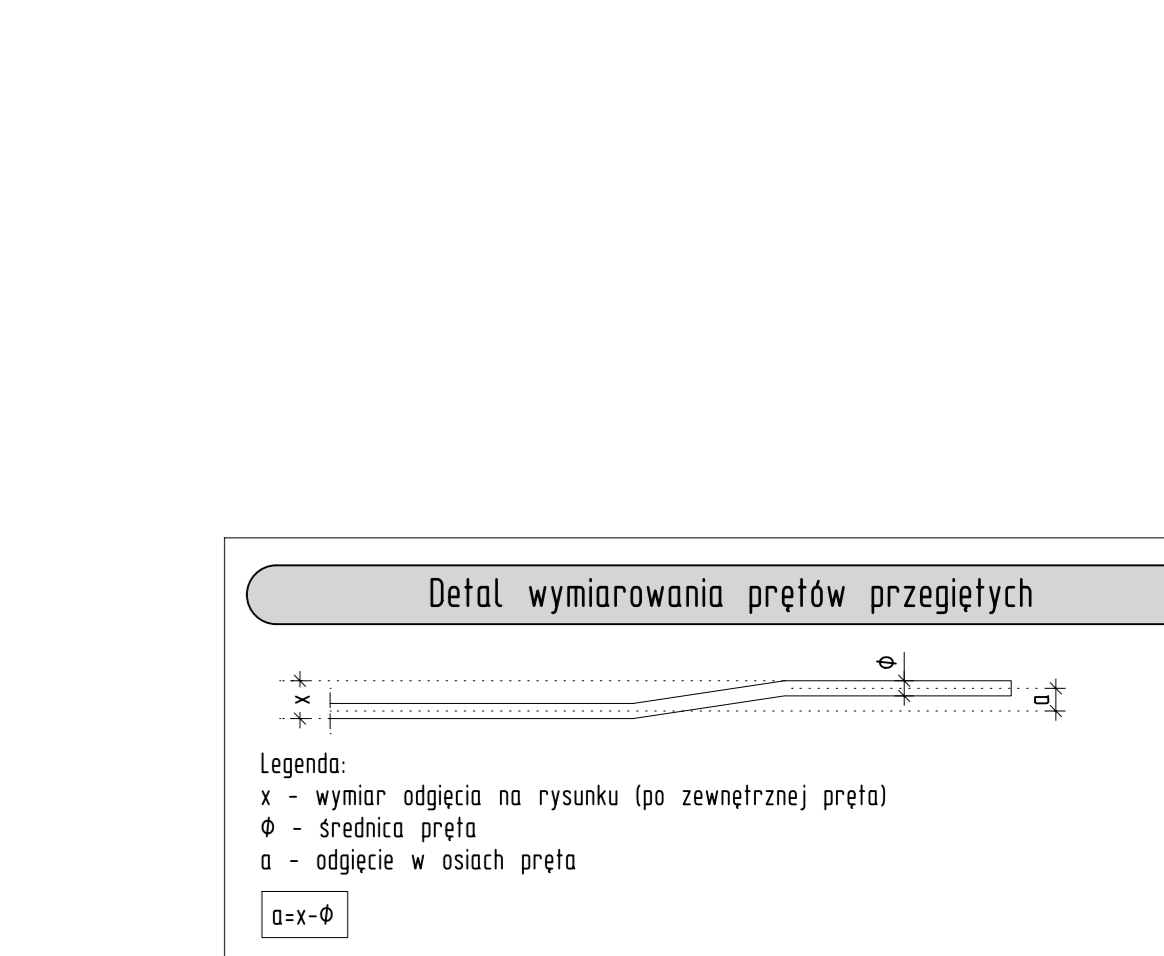 Detal wymiarowania prętów przegiętych
Φ
x
a
Legenda:
x - wymiar odgięcia na rysunku (po zewnętrznej pręta)
Φ - średnica pręta
a - odgięcie w osiach pręta
a=x-Φ